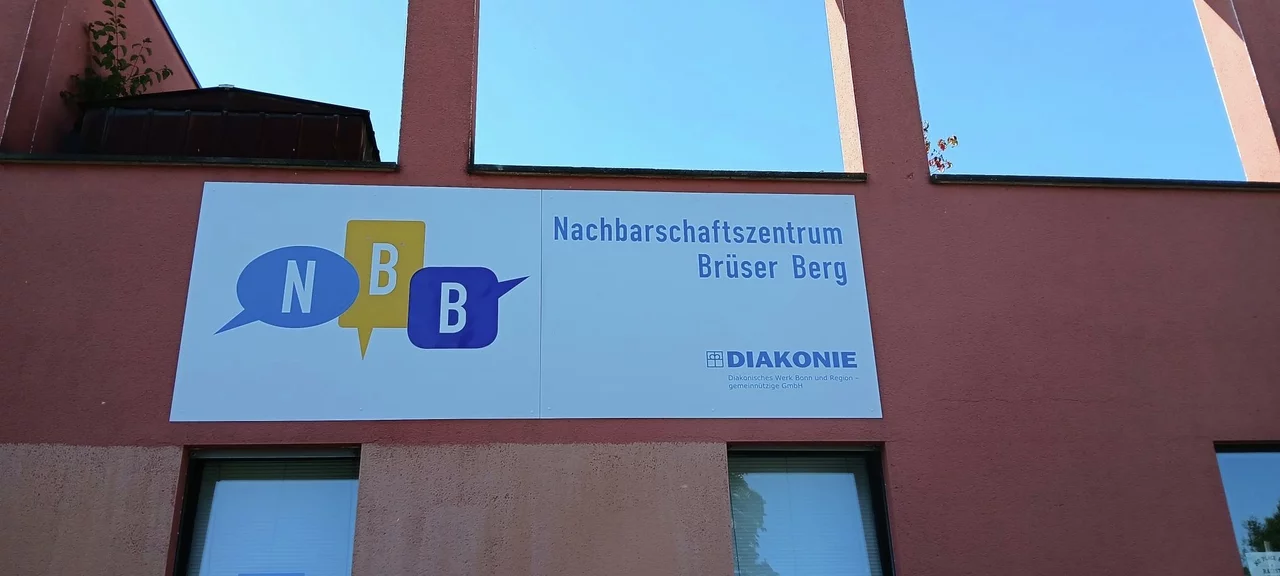 N
B
B
Nachbarschaftszentrum
Brüser Berg
DIAKONIE
Diakonisches Werk Bonn und Region –
gemeinnützige GmbH